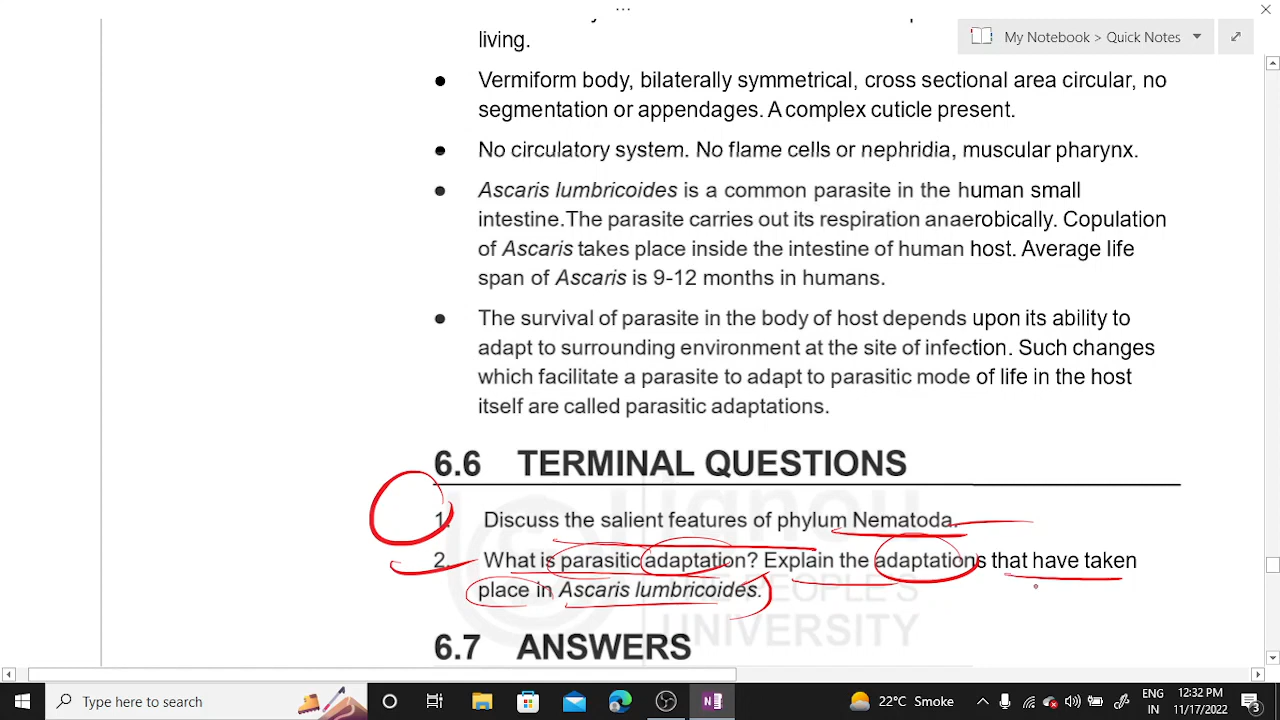 ...
My Notebook > Quick Notes
living.
● Vermiform body, bilaterally symmetrical, cross sectional area circular, no
segmentation or appendages. A complex cuticle present.
● No circulatory system. No flame cells or nephridia, muscular pharynx.
● Ascaris lumbricoides is a common parasite in the human small
intestine.The parasite carries out its respiration anaerobically. Copulation
of Ascaris takes place inside the intestine of human host. Average life
span of Ascaris is 9-12 months in humans.
● The survival of parasite in the body of host depends upon its ability to
adapt to surrounding environment at the site of infection. Such changes
which facilitate a parasite to adapt to parasitic mode of life in the host
itself are called parasitic adaptations.
6.6 TERMINAL QUESTIONS
1. Discuss the salient features of phylum Nematoda.
2. What is parasitic adaptation? Explain the adaptations that have taken
place in Ascaris lumbricoides.
ignou
PEOPLE'S
UNIVERSITY
6.7 ANSWERS
Type here to search
22°C Smoke
ENG
IN
12:32 PM
11/17/2022
3